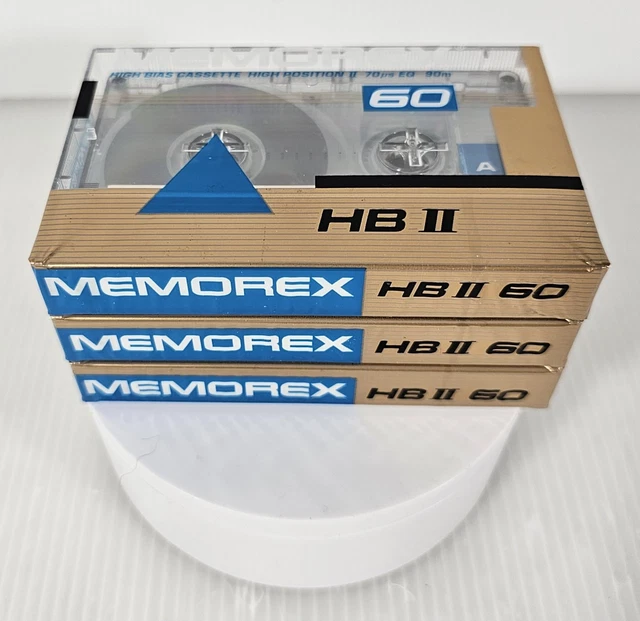 MEMOREX
HIGH BIAS CASSETTE HIGH POSITION II 70μs EQ 90m
60
A
HB II
MEMOREX HB II 60
MEMOREX HB II 60
MEMOREX HB II 60